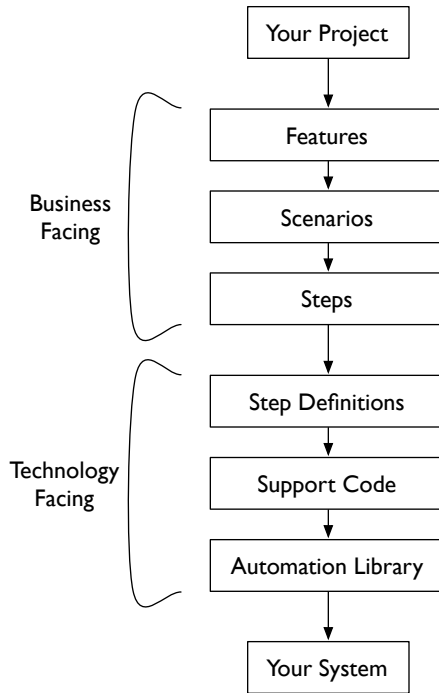 Your Project
Features
Business
Facing
Scenarios
Steps
Step Definitions
Technology
Facing
Support Code
Automation Library
Your System